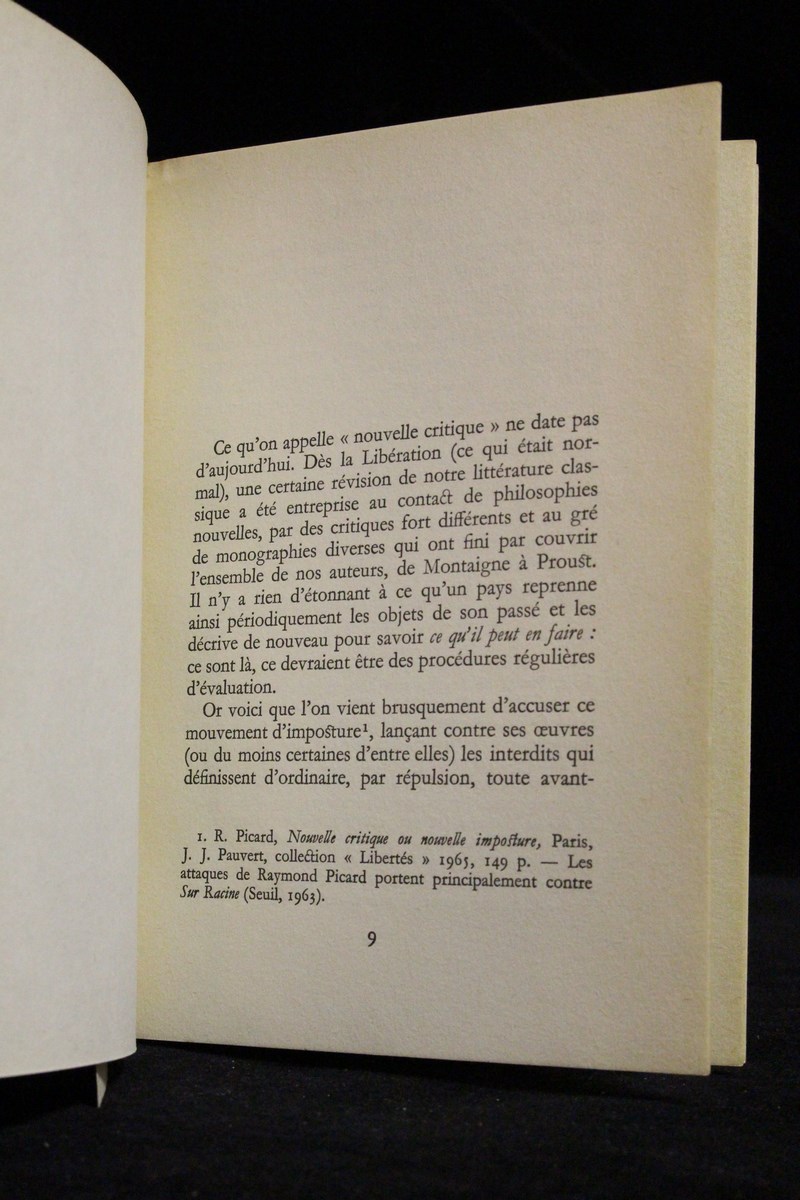 Ce qu'on appelle « nouvelle critique » ne date pas
d'aujourd'hui. Dès la Libération (ce qui était nor-
mal), une certaine révision de notre littérature clas-
sique a été entreprise au contact de philosophies
nouvelles, par des critiques fort différents et au gré
de monographies diverses qui ont fini par couvrir
l'ensemble de nos auteurs, de Montaigne à Proust.
Il n'y a rien d'étonnant à ce qu'un pays reprenne
ainsi périodiquement les objets de son passé et les
décrive de nouveau pour savoir ce qu'il peut en faire :
ce sont là, ce devraient être des procédures régulières
d'évaluation.
Or voici que l'on vient brusquement d'accuser ce
mouvement d'imposture¹, lançant contre ses œuvres
(ou du moins certaines d'entre elles) les interdits qui
définissent d'ordinaire, par répulsion, toute avant-
1. R. Picard, Nouvelle critique ou nouvelle imposture, Paris,
J. J. Pauvert, collection « Libertés » 1965, 149 p. — Les
attaques de Raymond Picard portent principalement contre
Sur Racine (Seuil, 1963).
9